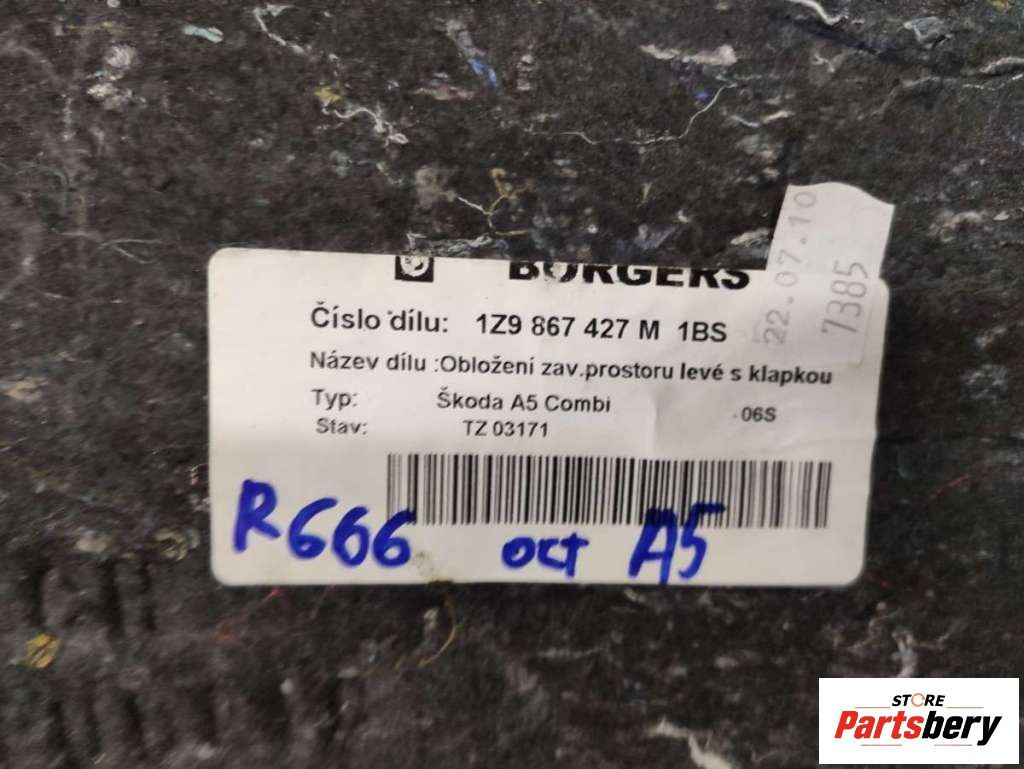 BORGERS
Číslo dílu: 1Z9 867 427 M 1BS
Název dílu :Obložení zav.prostoru levé s klapkou
Typ: Škoda A5 Combi 06S
Stav: TZ 03171
22.07.10
7385
R666 oct A5
STORE
Partsbery